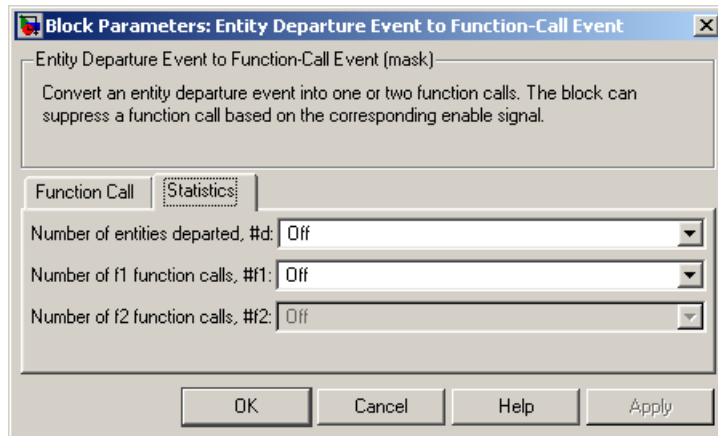 Block Parameters: Entity Departure Event to Function-Call Event
Entity Departure Event to Function-Call Event (mask)
Convert an entity departure event into one or two function calls. The block can
suppress a function call based on the corresponding enable signal.
Function Call Statistics
Number of entities departed, #d: Off
Number of f1 function calls, #f1: Off
Number of f2 function calls, #f2: Off
OK Cancel Help Apply